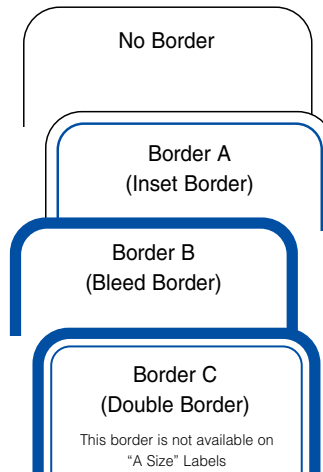 No Border
Border A
(Inset Border)
Border B
(Bleed Border)
Border C
(Double Border)
This border is not available on
“A Size” Labels